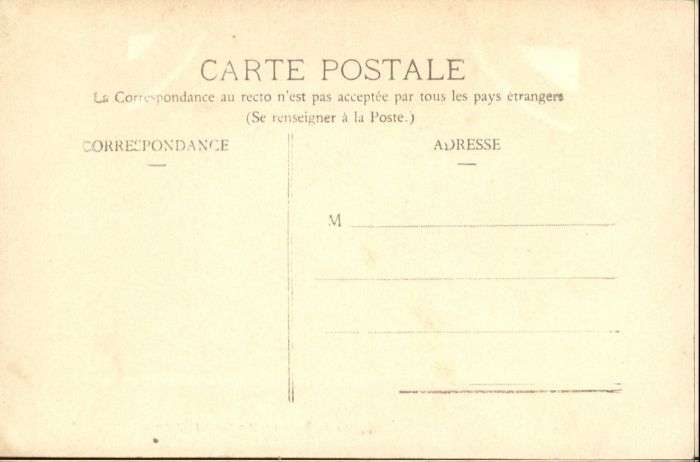 CARTE POSTALE
La Correspondance au recto n'est pas acceptée par tous les pays étrangers
(Se renseigner à la Poste.)
CORRESPONDANCE
ADRESSE
M